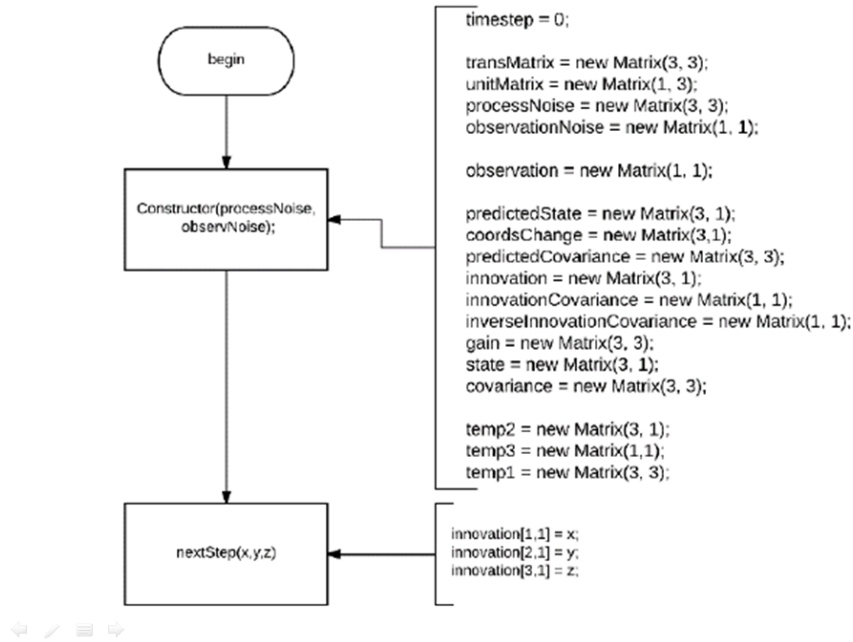 begin
Constructor(processNoise,
observNoise);
nextStep(x,y,z)
timestep = 0;
transMatrix = new Matrix(3, 3);
unitMatrix = new Matrix(1, 3);
processNoise = new Matrix(3, 3);
observationNoise = new Matrix(1, 1);
observation = new Matrix(1, 1);
predictedState = new Matrix(3, 1);
coordsChange = new Matrix(3,1);
predictedCovariance = new Matrix(3, 3);
innovation = new Matrix(3, 1);
innovationCovariance = new Matrix(1, 1);
inverseInnovationCovariance = new Matrix(1, 1);
gain = new Matrix(3, 3);
state = new Matrix(3, 1);
covariance = new Matrix(3, 3);
temp2 = new Matrix(3, 1);
temp3 = new Matrix(1,1);
temp1 = new Matrix(3, 3);
innovation[1,1] = x;
innovation[2,1] = y;
innovation[3,1] = z;